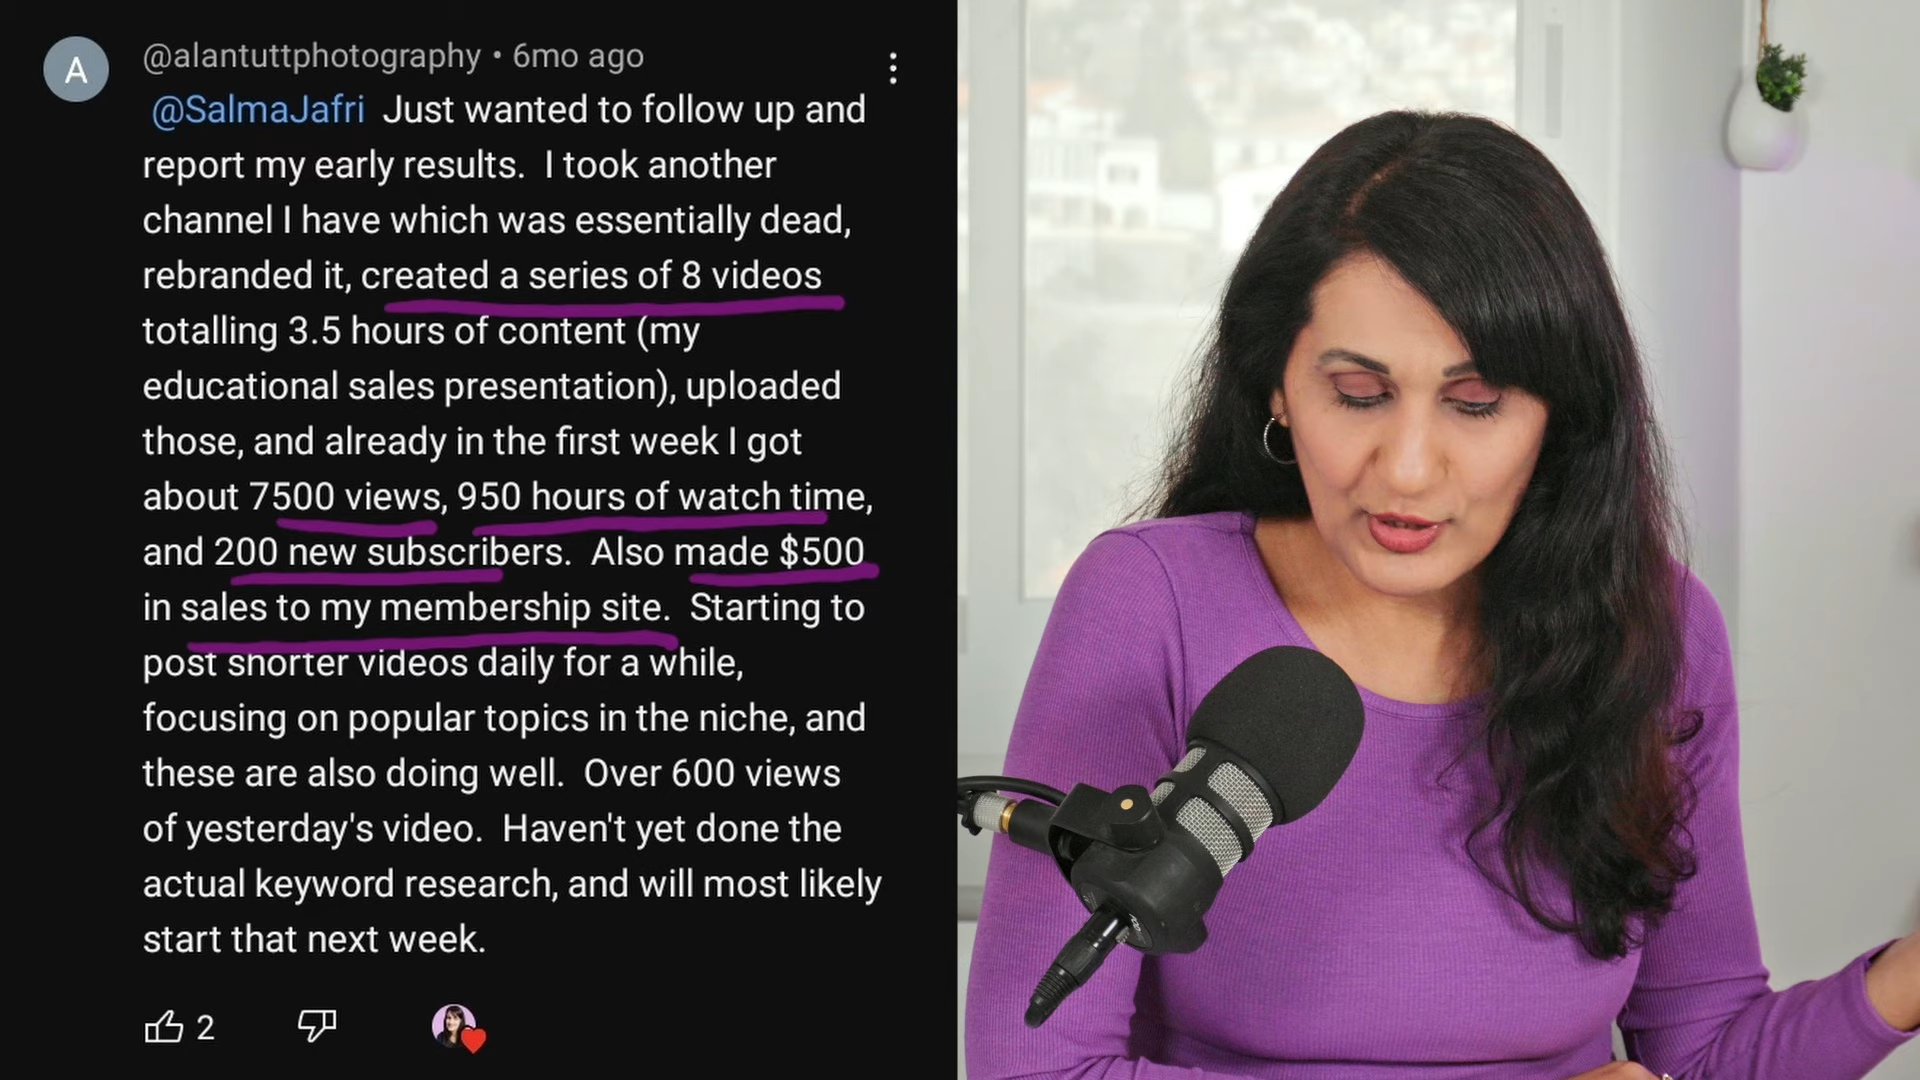 A
@alantuttphotography • 6mo ago
@SalmaJafri Just wanted to follow up and
report my early results. I took another
channel I have which was essentially dead,
rebranded it, created a series of 8 videos
totalling 3.5 hours of content (my
educational sales presentation), uploaded
those, and already in the first week I got
about 7500 views, 950 hours of watch time,
and 200 new subscribers. Also made $500
in sales to my membership site. Starting to
post shorter videos daily for a while,
focusing on popular topics in the niche, and
these are also doing well. Over 600 views
of yesterday's video. Haven't yet done the
actual keyword research, and will most likely
start that next week.
2